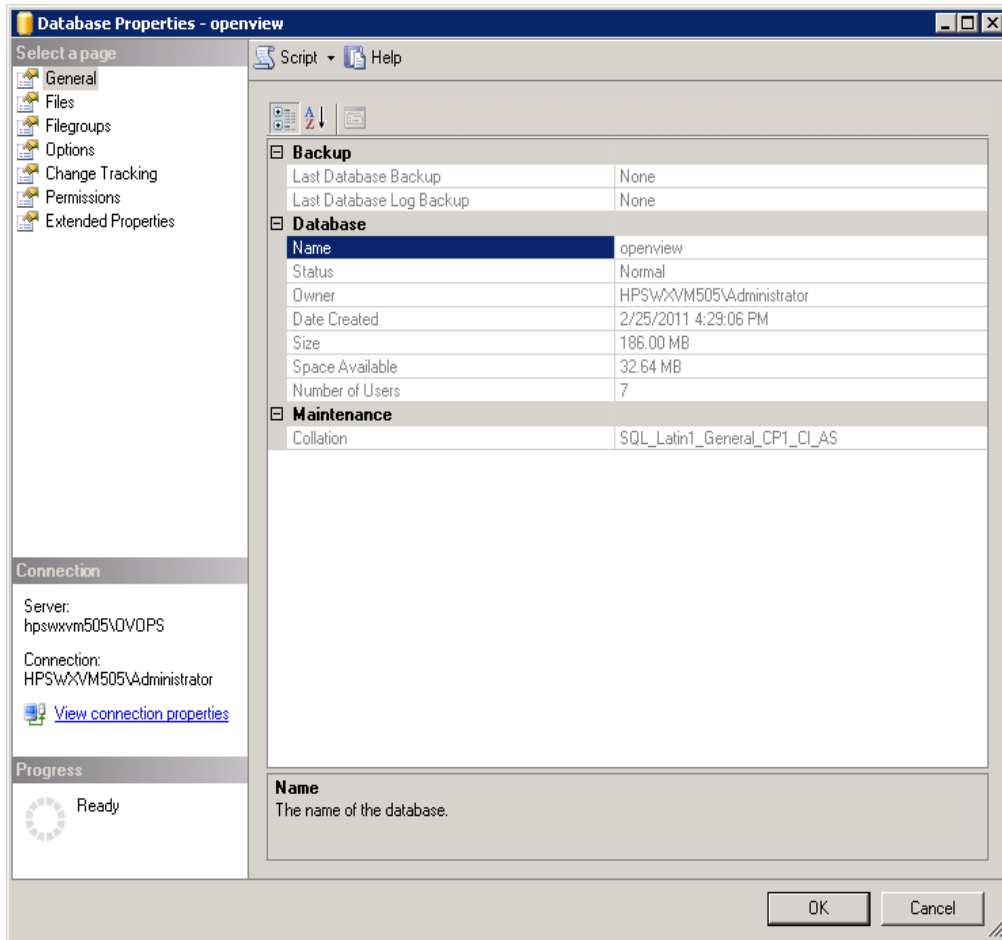 Database Properties - openview
Select a page
General
Files
Filegroups
Options
Change Tracking
Permissions
Extended Properties
Script Help
Backup
Last Database Backup None
Last Database Log Backup None
Database
Name openview
Status Normal
Owner HPSWXVM505\Administrator
Date Created 2/25/2011 4:29:06 PM
Size 186.00 MB
Space Available 32.64 MB
Number of Users 7
Maintenance
Collation SQL_Latin1_General_CP1_CI_AS
Connection
Server:
hpswxvm505\OVOPS
Connection:
HPSWXVM505\Administrator
View connection properties
Progress
Ready
Name
The name of the database.
OK Cancel